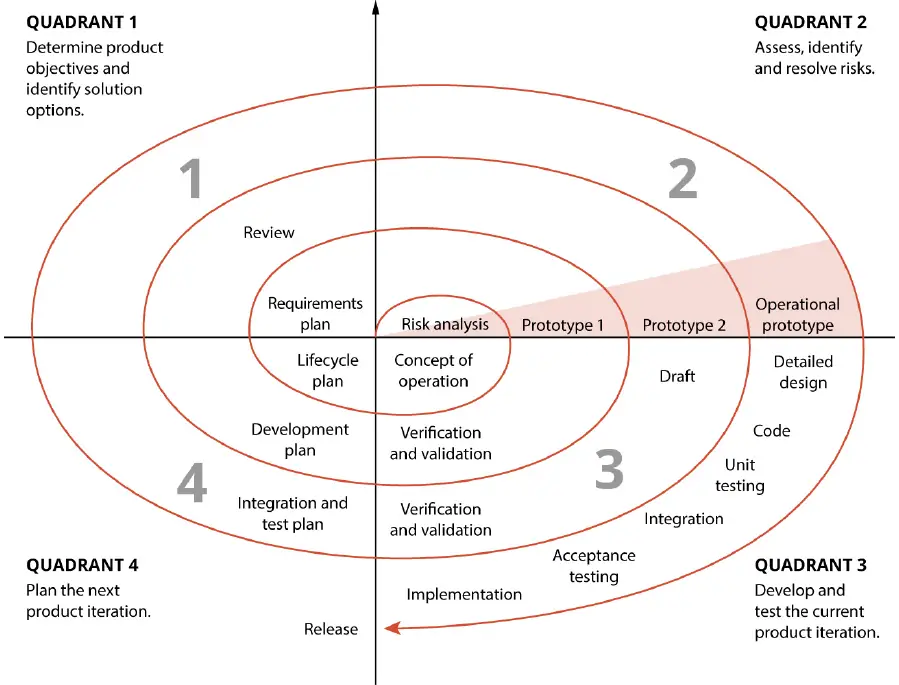 QUADRANT 1
Determine product
objectives and
identify solution
options.
QUADRANT 2
Assess, identify
and resolve risks.
1
2
Review
Requirements
plan
Risk analysis
Prototype 1
Prototype 2
Operational
prototype
Lifecycle
plan
Concept of
operation
Draft
Detailed
design
Development
plan
Verification
and validation
Code
4
3
Unit
testing
Integration and
test plan
Verification
and validation
Integration
Acceptance
testing
Implementation
Release
QUADRANT 4
Plan the next
product iteration.
QUADRANT 3
Develop and
test the current
product iteration.